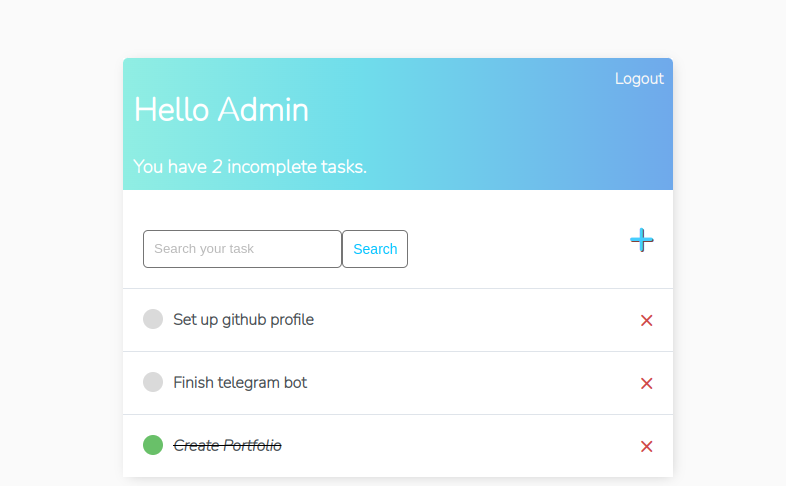 Logout
Hello Admin
You have 2 incomplete tasks.
Search your task
Search
Set up github profile
Finish telegram bot
Create Portfolio